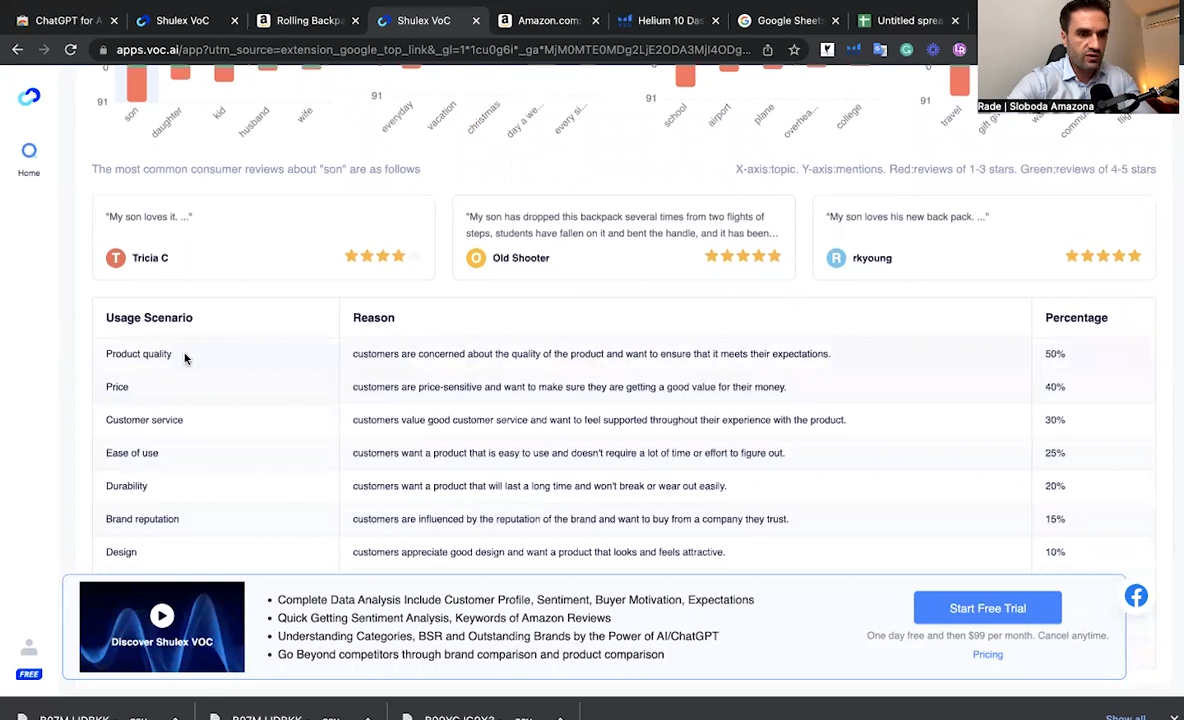 ChatGPT for A
Shulex VoC
Rolling Backpa
Shulex VoC
Amazon.com:
Helium 10 Das
Google Sheets
Untitled sprea
apps.voc.ai/app?utm_source=extension_google_top_link&_gl=1*1cu0g6i*_ga*MjM0MTE0MDg2LjE2ODA3MjI4ODg...
Rade | Sloboda Amazona
Home
91
son
daughter
kid
husband
wife
91
everyday
vacation
christmas
day a we...
every si...
91
school
airport
plane
overhea...
college
91
travel
The most common consumer reviews about "son" are as follows
X-axis:topic. Y-axis:mentions. Red:reviews of 1-3 stars. Green:reviews of 4-5 stars
"My son loves it. ..."
T Tricia C
"My son has dropped this backpack several times from two flights of
steps, students have fallen on it and bent the handle, and it has been...
O Old Shooter
"My son loves his new back pack. ..."
R rkyoung
Usage Scenario Reason Percentage
Product quality customers are concerned about the quality of the product and want to ensure that it meets their expectations. 50%
Price customers are price-sensitive and want to make sure they are getting a good value for their money. 40%
Customer service customers value good customer service and want to feel supported throughout their experience with the product. 30%
Ease of use customers want a product that is easy to use and doesn't require a lot of time or effort to figure out. 25%
Durability customers want a product that will last a long time and won't break or wear out easily. 20%
Brand reputation customers are influenced by the reputation of the brand and want to buy from a company they trust. 15%
Design customers appreciate good design and want a product that looks and feels attractive. 10%
Discover Shulex VOC
• Complete Data Analysis Include Customer Profile, Sentiment, Buyer Motivation, Expectations
• Quick Getting Sentiment Analysis, Keywords of Amazon Reviews
• Understanding Categories, BSR and Outstanding Brands by the Power of AI/ChatGPT
• Go Beyond competitors through brand comparison and product comparison
Start Free Trial
One day free and then $99 per month. Cancel anytime.
Pricing
FREE
Show all